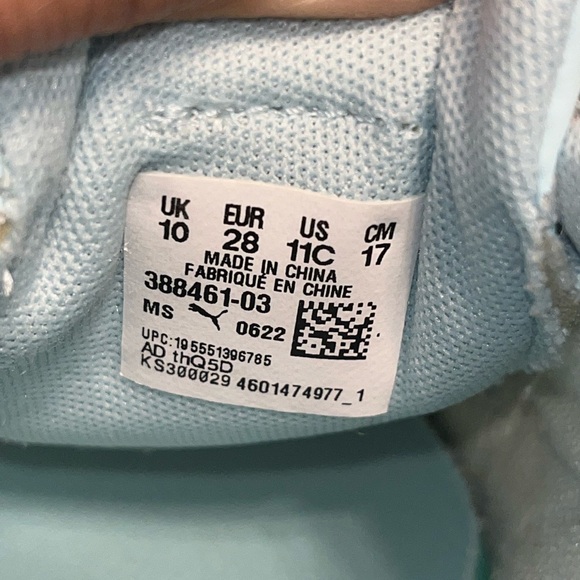 UK EUR US CM
10 28 11C 17
MADE IN CHINA
FABRIQUÉ EN CHINE
388461-03
MS 0622
UPC:195551396785
AD thQ5D
KS300029 4601474977_1